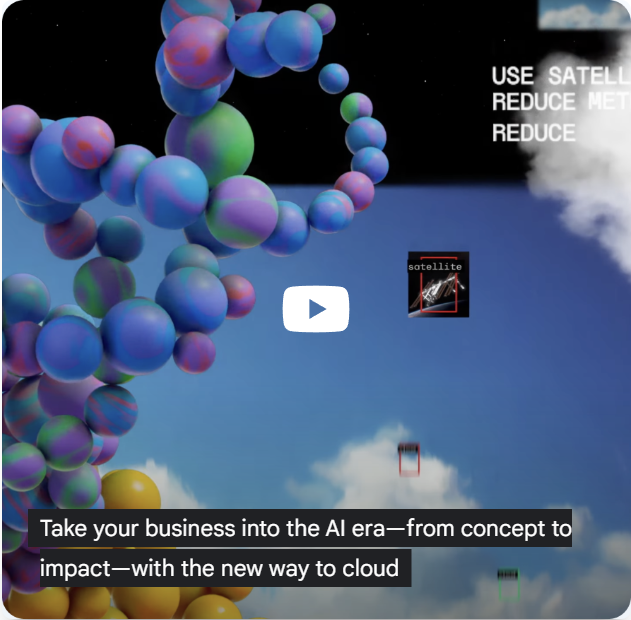 USE SATELL
REDUCE MET
REDUCE
satellite
Take your business into the AI era—from concept to
impact—with the new way to cloud